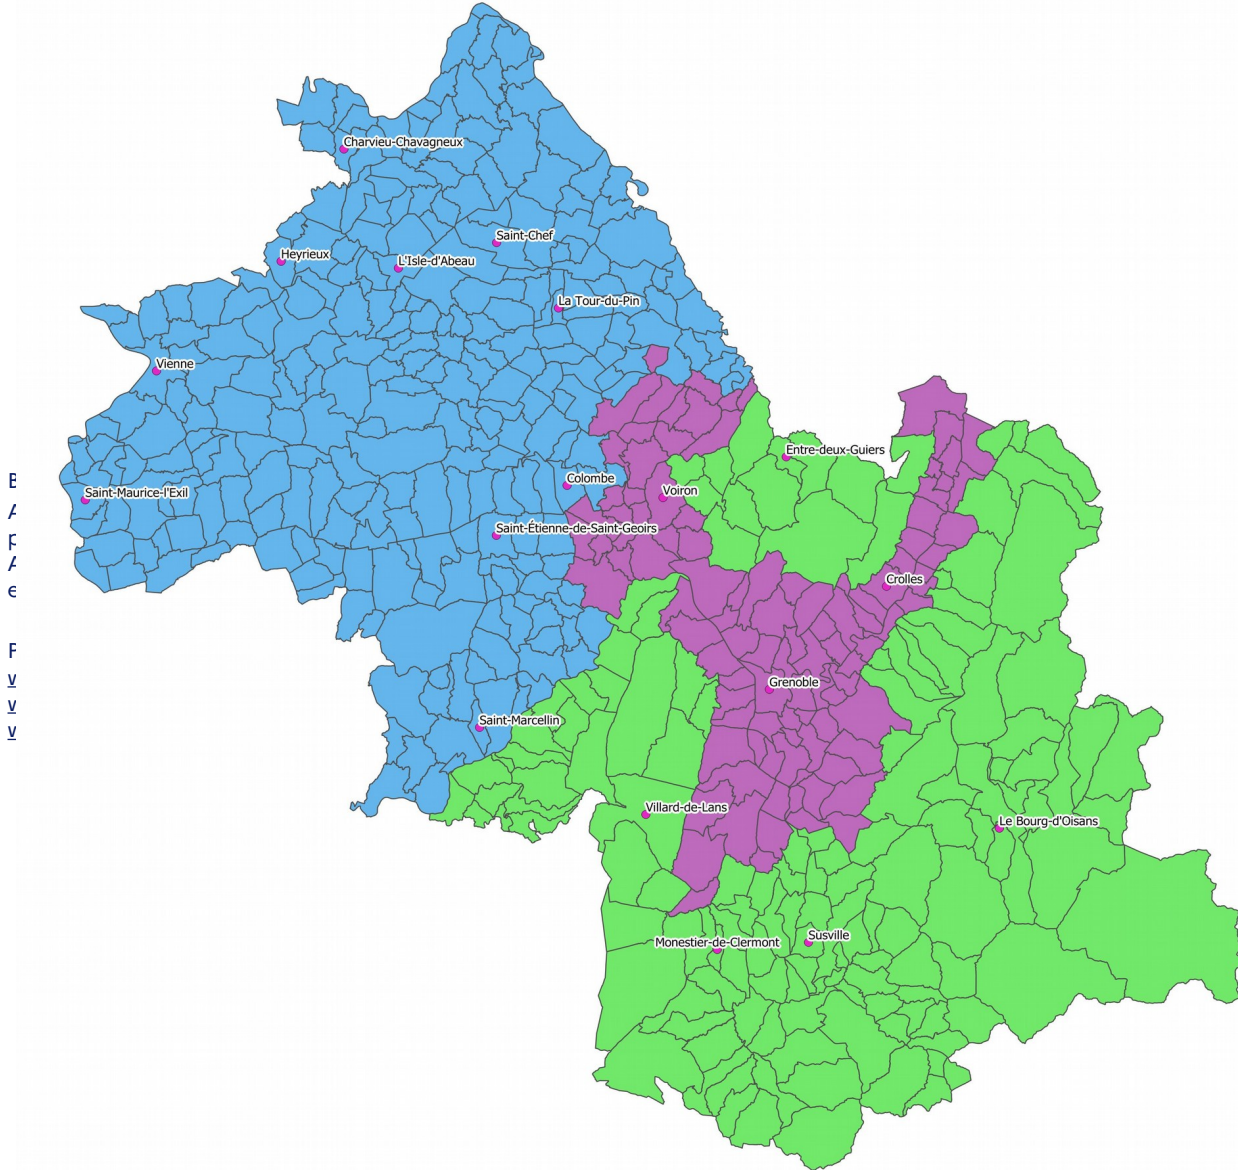 Charvieu-Chavagneux
Saint-Chef
Heyrieux
L'Isle-d'Abeau
La Tour-du-Pin
Vienne
Entre-deux-Guiers
Colombe
Voiron
Saint-Maurice-l'Exil
Saint-Étienne-de-Saint-Geoirs
Crolles
Grenoble
Saint-Marcellin
Villard-de-Lans
Le Bourg-d'Oisans
Susville
Monestier-de-Clermont